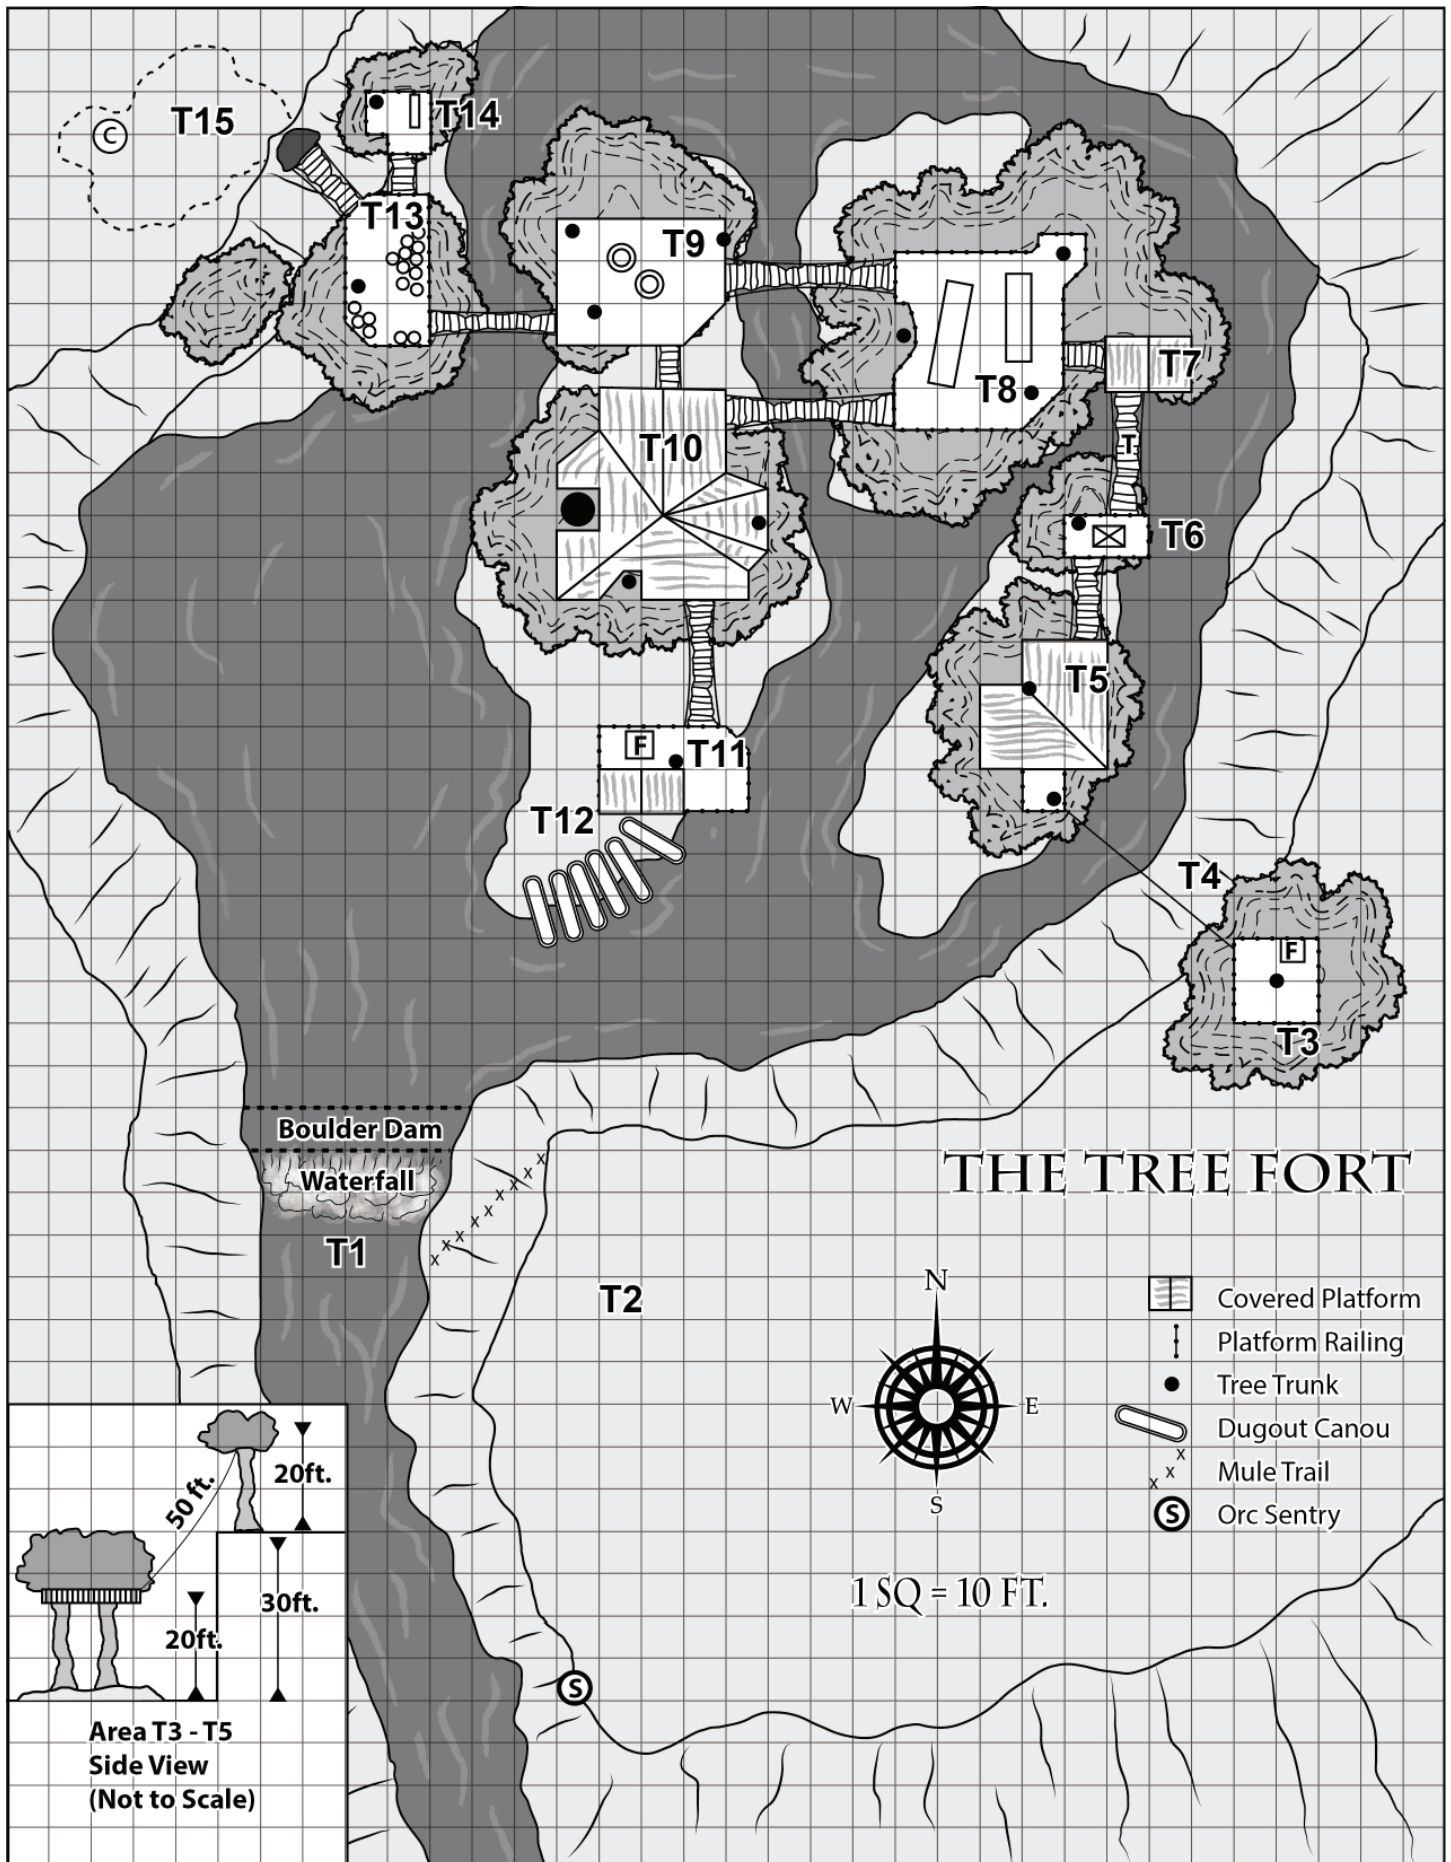 T15
C
T14
T13
T9
T8
T7
T10
T
T6
T5
F
T11
T12
T4
F
T3
Boulder Dam
Waterfall
T1
THE TREE FORT
T2
N
W
E
S
Covered Platform
Platform Railing
Tree Trunk
Dugout Canou
Mule Trail
S
Orc Sentry
1 SQ = 10 FT.
S
50 ft.
20ft.
30ft.
20ft.
Area T3 - T5
Side View
(Not to Scale)